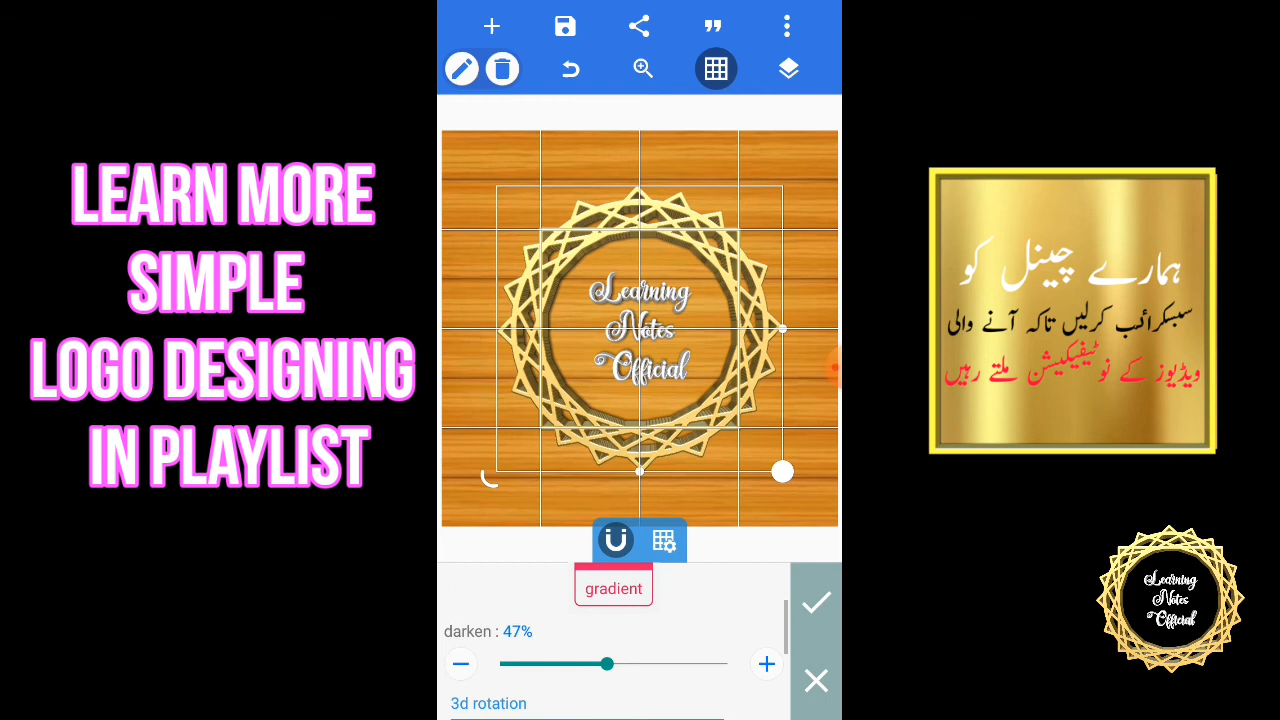 LEARN MORE
SIMPLE
LOGO DESIGNING
IN PLAYLIST
Learning
Notes
Official
gradient
darken : 47%
3d rotation
ہمارے چینل کو
سبسکرائب کرلیں تاکہ آنے والی
ویڈیوز کے نوٹیفیکیشن ملتے رہیں
Learning
Notes
Official